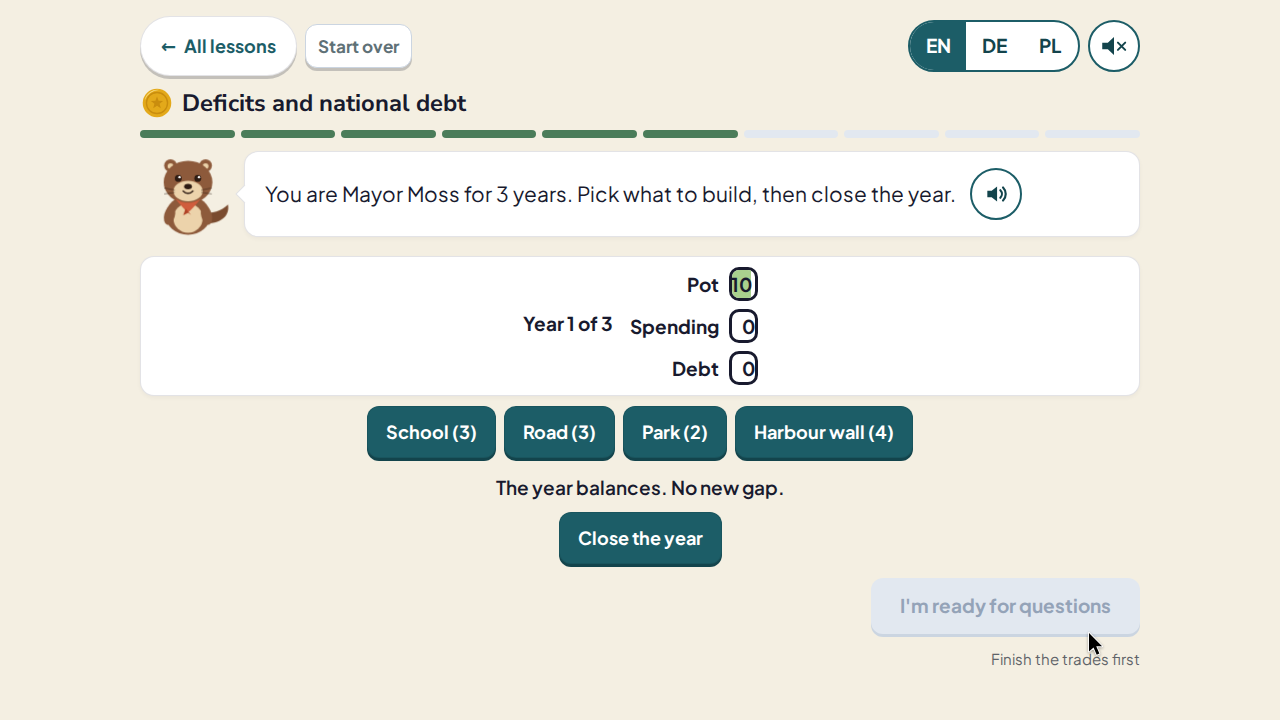 ← All lessons
Start over
EN
DE
PL
Deficits and national debt
You are Mayor Moss for 3 years. Pick what to build, then close the year.
Year 1 of 3
Pot 10
Spending 0
Debt 0
School (3)
Road (3)
Park (2)
Harbour wall (4)
The year balances. No new gap.
Close the year
I'm ready for questions
Finish the trades first